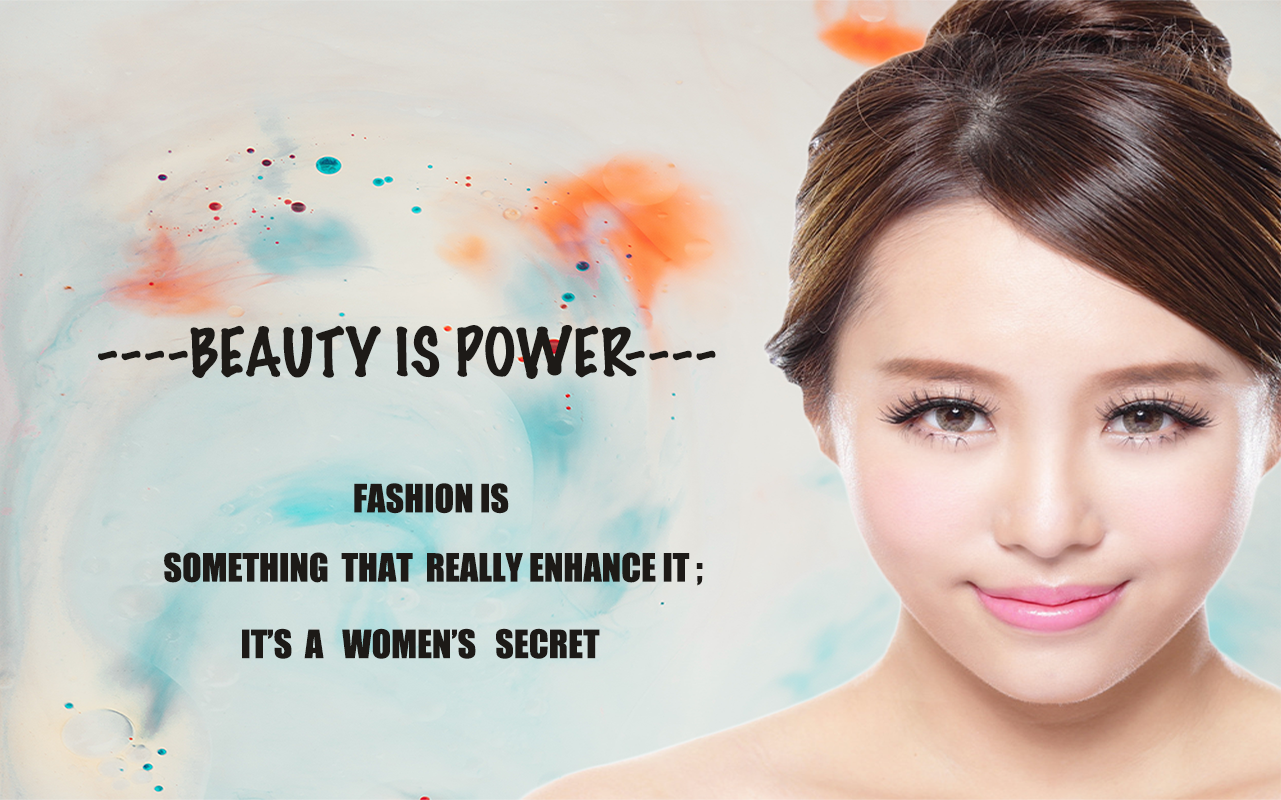 ----BEAUTY IS POWER----
FASHION IS
SOMETHING THAT REALLY ENHANCE IT ;
IT'S A WOMEN'S SECRET